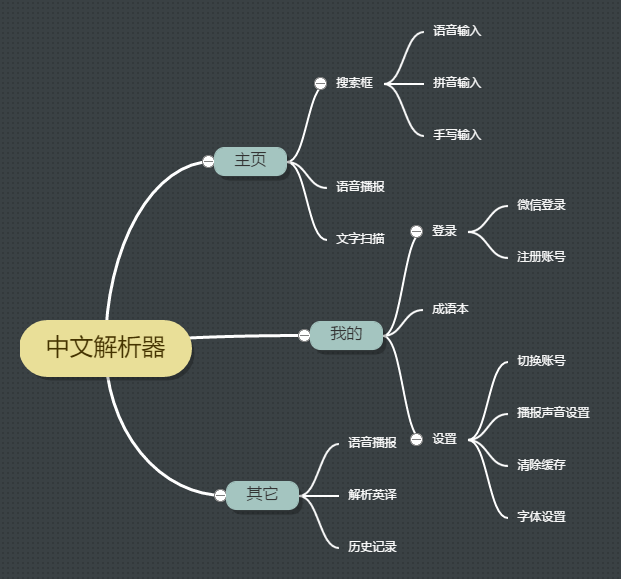 中文解析器
主页
搜索框
语音输入
拼音输入
手写输入
语音播报
文字扫描
我的
登录
微信登录
注册账号
成语本
设置
切换账号
播报声音设置
清除缓存
字体设置
其它
语音播报
解析英译
历史记录